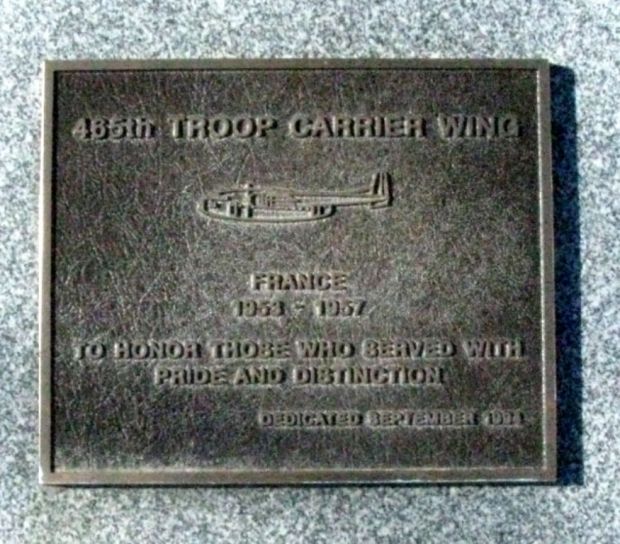 465th TROOP CARRIER WING
FRANCE
1953 - 1957
TO HONOR THOSE WHO SERVED WITH
PRIDE AND DISTINCTION
DEDICATED SEPTEMBER